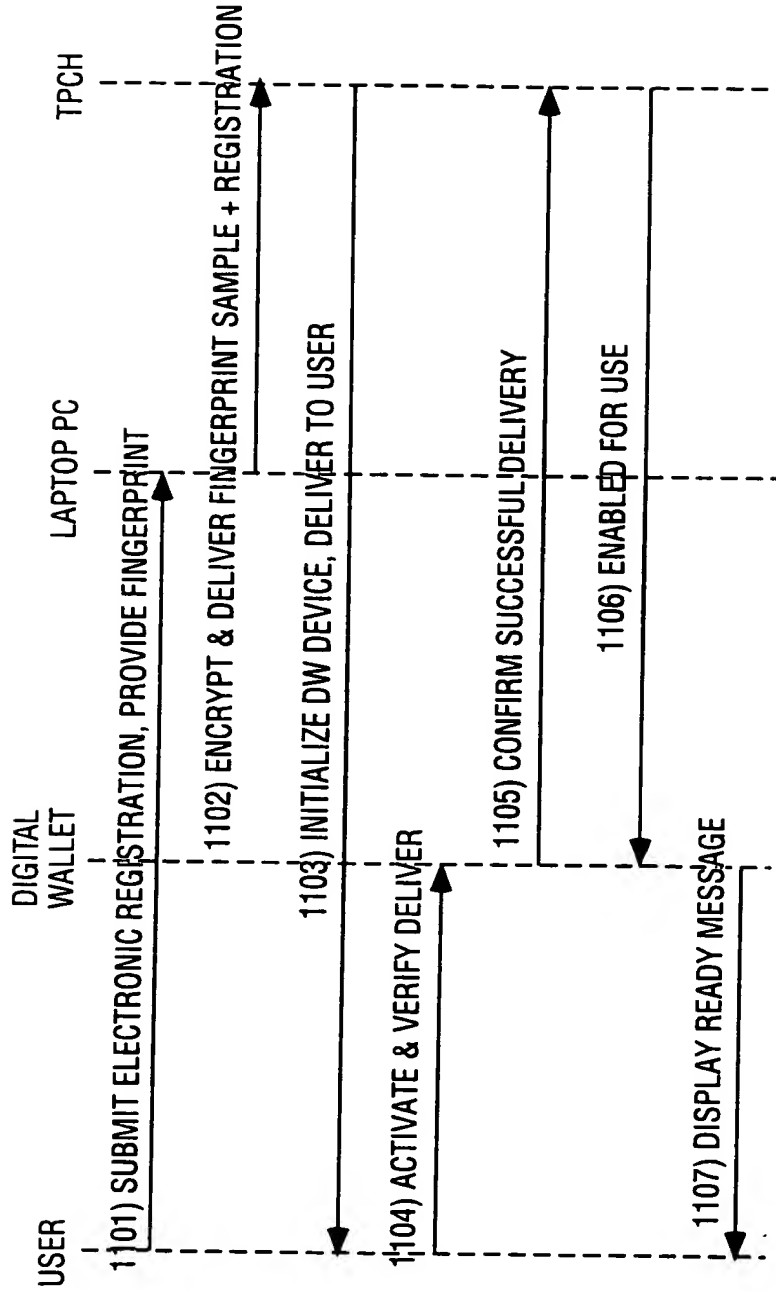 USER
DIGITAL
WALLET
LAPTOP PC
TPCH
1101) SUBMIT ELECTRONIC REGISTRATION, PROVIDE FINGERPRINT
1102) ENCRYPT & DELIVER FINGERPRINT SAMPLE + REGISTRATION
1103) INITIALIZE DW DEVICE, DELIVER TO USER
1104) ACTIVATE & VERIFY DELIVER
1105) CONFIRM SUCCESSFUL DELIVERY
1106) ENABLED FOR USE
1107) DISPLAY READY MESSAGE